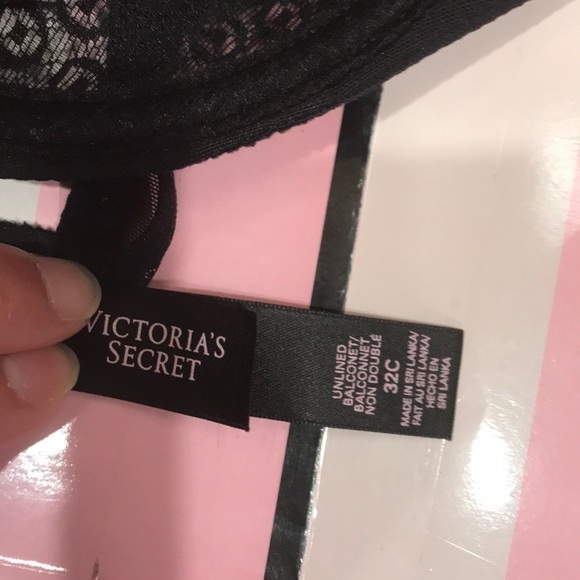 VICTORIA'S
SECRET
UNLINED
BALCONET/
BALCONNET
NON DOUBLÉ
32C
MADE IN SRI LANKA/
FAIT AU SRI LANKA/
HECHO EN
SRI LANKA